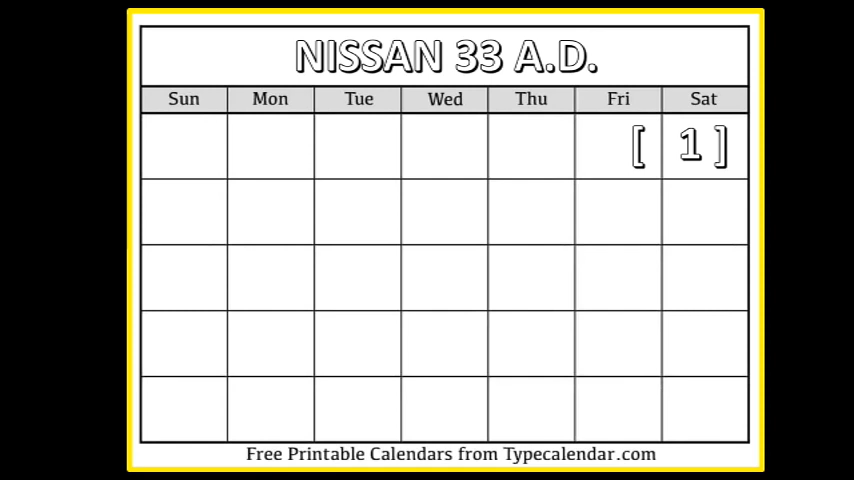 NISSAN 33 A.D.
Sun Mon Tue Wed Thu Fri Sat
[ 1 ]
Free Printable Calendars from Typecalendar.com